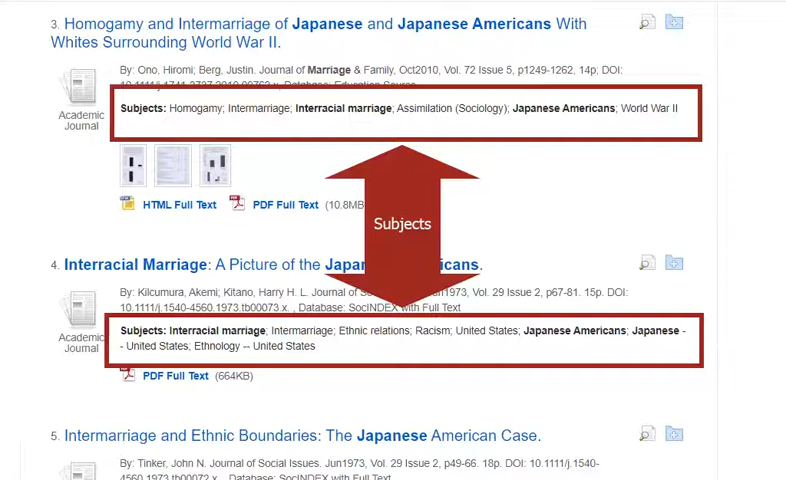 3. Homogamy and Intermarriage of Japanese and Japanese Americans With
Whites Surrounding World War II.
By: Ono, Hiromi; Berg, Justin. Journal of Marriage & Family, Oct2010, Vol. 72 Issue 5, p1249-1262, 14p; DOI:
Academic
Journal
Subjects: Homogamy; Intermarriage; Interracial marriage; Assimilation (Sociology); Japanese Americans; World War II
HTML Full Text PDF Full Text (10.8MB
Subjects
4. Interracial Marriage: A Picture of the Japan icans.
By: Kilcumura, Akemi; Kitano, Harry H. L. Journal of Jun1973, Vol. 29 Issue 2, p67-81. 15p. DOI:
10.1111/j.1540-4560.1973.tb00073.x. , Database: SocINDEX with Full Text
Academic
Journal
Subjects: Interracial marriage; Intermarriage; Ethnic relations; Racism; United States; Japanese Americans; Japanese -
- United States; Ethnology -- United States
PDF Full Text (664KB)
5. Intermarriage and Ethnic Boundaries: The Japanese American Case.
By: Tinker, John N. Journal of Social Issues. Jun1973, Vol. 29 Issue 2, p49-66. 18p. DOI: 10.1111/j.1540-
4560.1973.tb00072.x. , Database: SocINDEX with Full Text